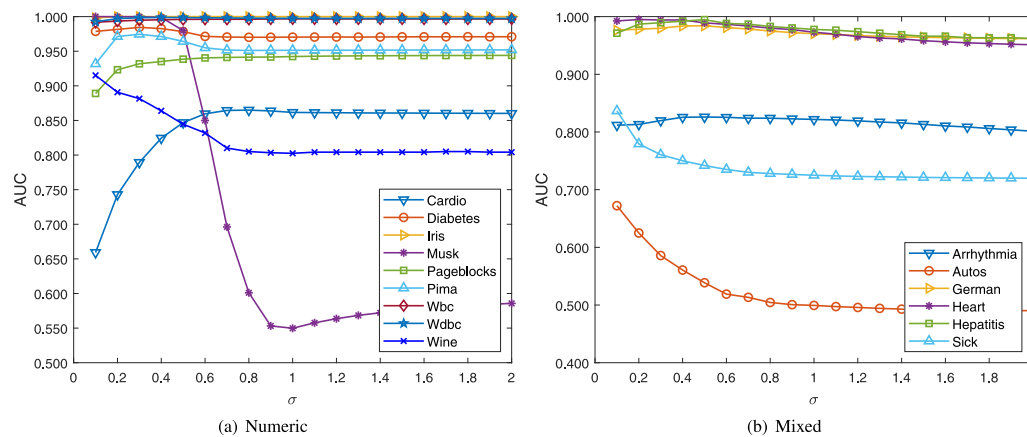 AUC
1.000
0.950
0.900
0.850
0.800
0.750
0.700
0.650
0.600
0.550
0.500
0 0.2 0.4 0.6 0.8 1 1.2 1.4 1.6 1.8 2
σ
Cardio
Diabetes
Iris
Musk
Pageblocks
Pima
Wbc
Wdbc
Wine
(a) Numeric
AUC
1.000
0.900
0.800
0.700
0.600
0.500
0.400
0 0.2 0.4 0.6 0.8 1 1.2 1.4 1.6 1.8
σ
Arrhythmia
Autos
German
Heart
Hepatitis
Sick
(b) Mixed